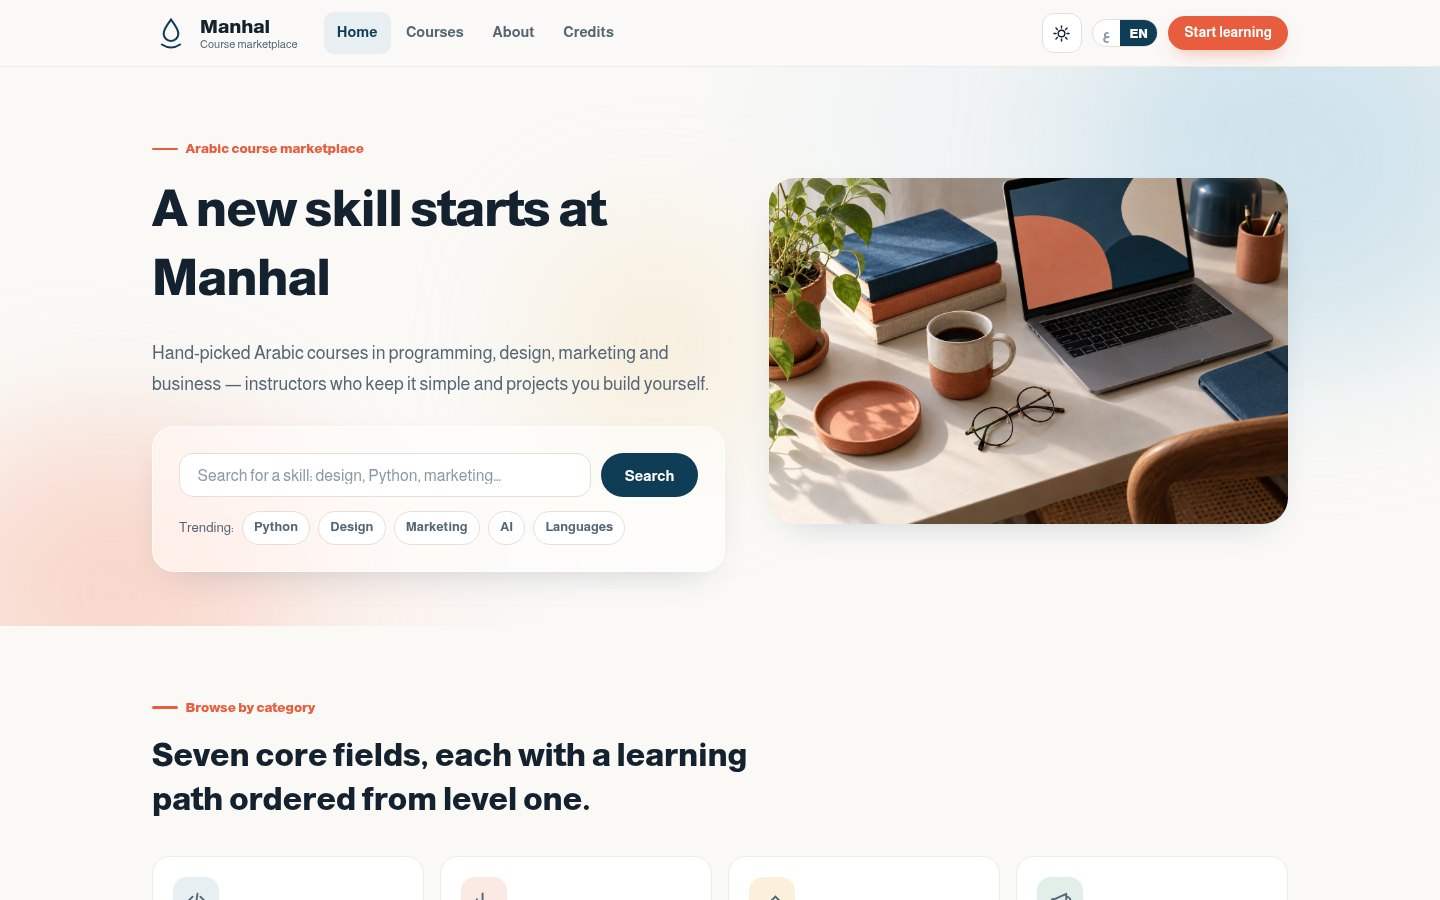 Manhal
Course marketplace
Home
Courses
About
Credits
ع
EN
Start learning
Arabic course marketplace
A new skill starts at
Manhal
Hand-picked Arabic courses in programming, design, marketing and
business — instructors who keep it simple and projects you build yourself.
Search for a skill: design, Python, marketing…
Search
Trending:
Python
Design
Marketing
AI
Languages
Browse by category
Seven core fields, each with a learning
path ordered from level one.